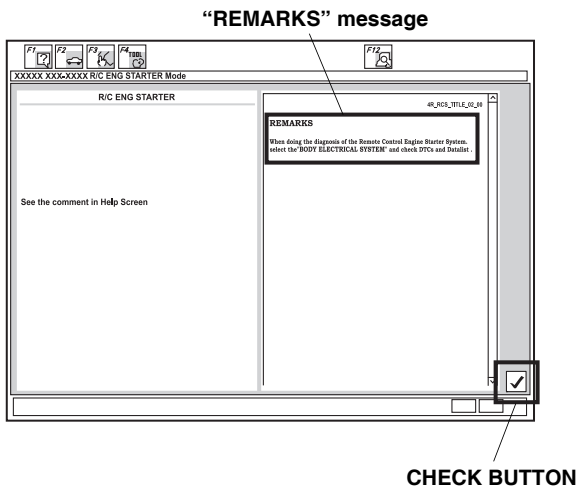 “REMARKS” message
F1 F2 F3 F4 TOOL F12
XXXXX XXX-XXXX R/C ENG STARTER Mode
R/C ENG STARTER
See the comment in Help Screen
4R_RCS_TITLE_02_00
REMARKS
When doing the diagnosis of the Remote Control Engine Starter System.
select the"BODY ELECTRICAL SYSTEM" and check DTCs and Datalist .
CHECK BUTTON